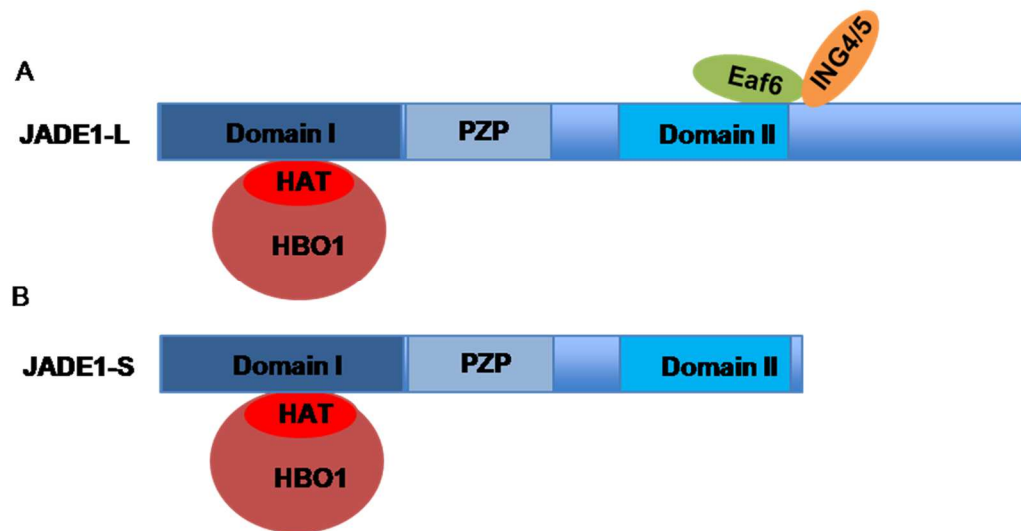 A
JADE1-L
Domain I
PZP
Domain II
Eaf6
ING4/5
HAT
HBO1
B
JADE1-S
Domain I
PZP
Domain II
HAT
HBO1